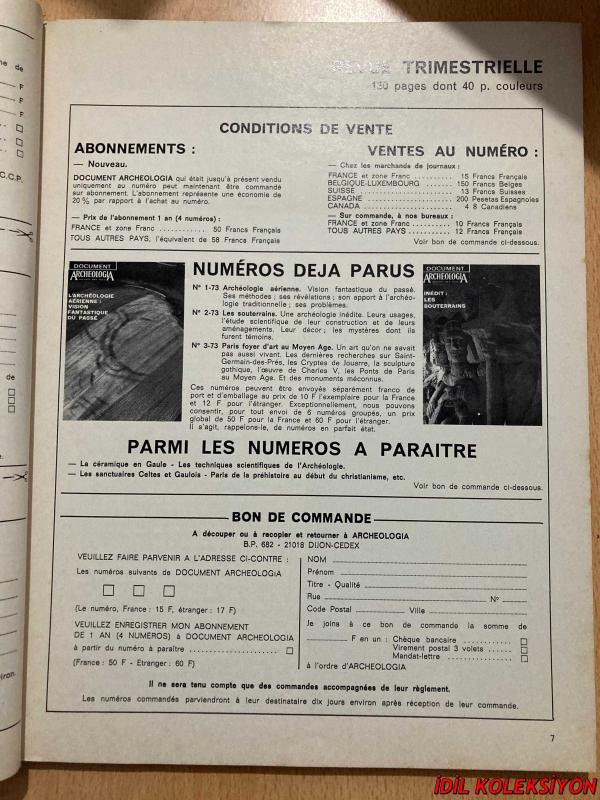 REVUE TRIMESTRIELLE
130 pages dont 40 p. couleurs
CONDITIONS DE VENTE
ABONNEMENTS :
— Nouveau.
DOCUMENT ARCHEOLOGIA qui était jusqu'à présent vendu
uniquement au numéro peut maintenant être commandé
sur abonnement. L'abonnement représente une économie de
20 % par rapport à l'achat au numéro.
— Prix de l'abonnement 1 an (4 numéros) :
FRANCE et zone Franc ............ 50 Francs Français
TOUS AUTRES PAYS, l'équivalent de 58 Francs Français
VENTES AU NUMÉRO :
— Chez les marchands de journaux :
FRANCE et zone Franc ........ 15 Francs Français
BELGIQUE-LUXEMBOURG ....... 150 Francs Belges
SUISSE .................... 13 Francs Suisses
ESPAGNE ................... 200 Pesetas Espagnoles
CANADA .................... 4 $ Canadiens
— Sur commande, à nos bureaux :
FRANCE et zone Franc .......... 10 Francs Français
TOUS AUTRES PAYS ........... 12 Francs Français
Voir bon de commande ci-dessous.
DOCUMENT
ARCHEOLOGIA
L'ARCHÉOLOGIE
AÉRIENNE :
VISION
FANTASTIQUE
DU PASSÉ
NUMÉROS DEJA PARUS
N° 1-73 Archéologie aérienne. Vision fantastique du passé.
Ses méthodes ; ses révélations ; son apport à l'archéo-
logie traditionnelle ; ses problèmes.
N° 2-73 Les souterrains. Une archéologie inédite. Leurs usages,
l'étude scientifique de leur construction et de leurs
aménagements. Leur décor ; les mystères dont ils
furent témoins.
N° 3-73 Paris foyer d'art au Moyen Age. Un art qu'on ne savait
pas aussi vivant. Les dernières recherches sur Saint-
Germain-des-Prés, les Cryptes de Jouarre, la sculpture
gothique, l'œuvre de Charles V, les Ponts de Paris
au Moyen Age. Et des monuments méconnus.
Ces numéros peuvent être envoyés séparément franco de
port et d'emballage au prix de 10 F l'exemplaire pour la France
et 12 F pour l'étranger. Exceptionnellement, nous pouvons
consentir, pour tout envoi de 6 numéros groupés, un prix
global de 50 F pour la France et 60 F pour l'étranger.
Il s'agit, rappelons-le, de numéros en parfait état.
DOCUMENT
ARCHEOLOGIA
INÉDIT :
LES
SOUTERRAINS
PARMI LES NUMEROS A PARAITRE
— La céramique en Gaule - Les techniques scientifiques de l'Archéologie.
— Les sanctuaires Celtes et Gaulois - Paris de la préhistoire au début du christianisme, etc.
Voir bon de commande ci-dessous.
BON DE COMMANDE
A découper ou à recopier et retourner à ARCHEOLOGIA
B.P. 682 - 21018 DIJON-CEDEX
VEUILLEZ FAIRE PARVENIR A L'ADRESSE CI-CONTRE :
Les numéros suivants de DOCUMENT ARCHEOLOGIA
(Le numéro, France : 15 F, étranger : 17 F)
VEUILLEZ ENREGISTRER MON ABONNEMENT
DE 1 AN (4 NUMEROS) à DOCUMENT ARCHEOLOGIA
à partir du numéro à paraître ........................
(France : 50 F - Etranger : 60 F)
NOM
Prénom
Titre - Qualité
Rue N°
Code Postal Ville
Je joins à ce bon de commande la somme de
F en un : Chèque bancaire ............
Virement postal 3 volets ......
Mandat-lettre ................
à l'ordre d'ARCHEOLOGIA
Il ne sera tenu compte que des commandes accompagnées de leur règlement.
Les numéros commandés parviendront à leur destinataire dix jours environ après réception de leur commande.
7
C.C.P.
de
F
F
F
de
iron.
İDİL KOLEKSİYON